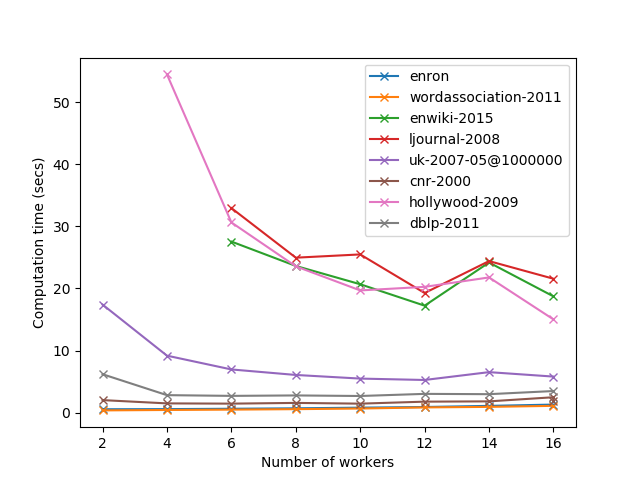 enron
wordassociation-2011
enwiki-2015
ljournal-2008
uk-2007-05@1000000
cnr-2000
hollywood-2009
dblp-2011
Computation time (secs)
50
40
30
20
10
0
2 4 6 8 10 12 14 16
Number of workers